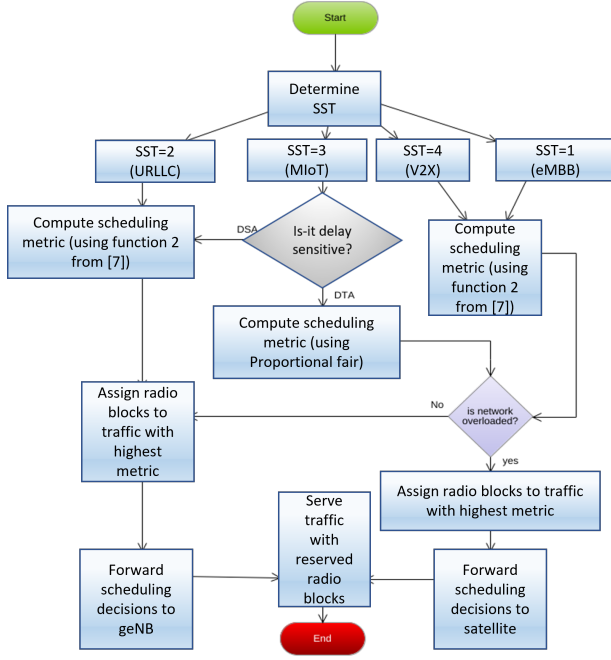 Start
Determine
SST
SST=2
(URLLC)
SST=3
(MIoT)
SST=4
(V2X)
SST=1
(eMBB)
Compute scheduling
metric (using function 2
from [7])
DSA
Is-it delay
sensitive?
Compute
scheduling
metric (using
function 2
from [7])
DTA
Compute scheduling
metric (using
Proportional fair)
Assign radio
blocks to
traffic with
highest
metric
No
is network
overloaded?
yes
Assign radio blocks to traffic
with highest metric
Serve
traffic
with
reserved
radio
blocks
Forward
scheduling
decisions to
geNB
Forward
scheduling
decisions to
satellite
End